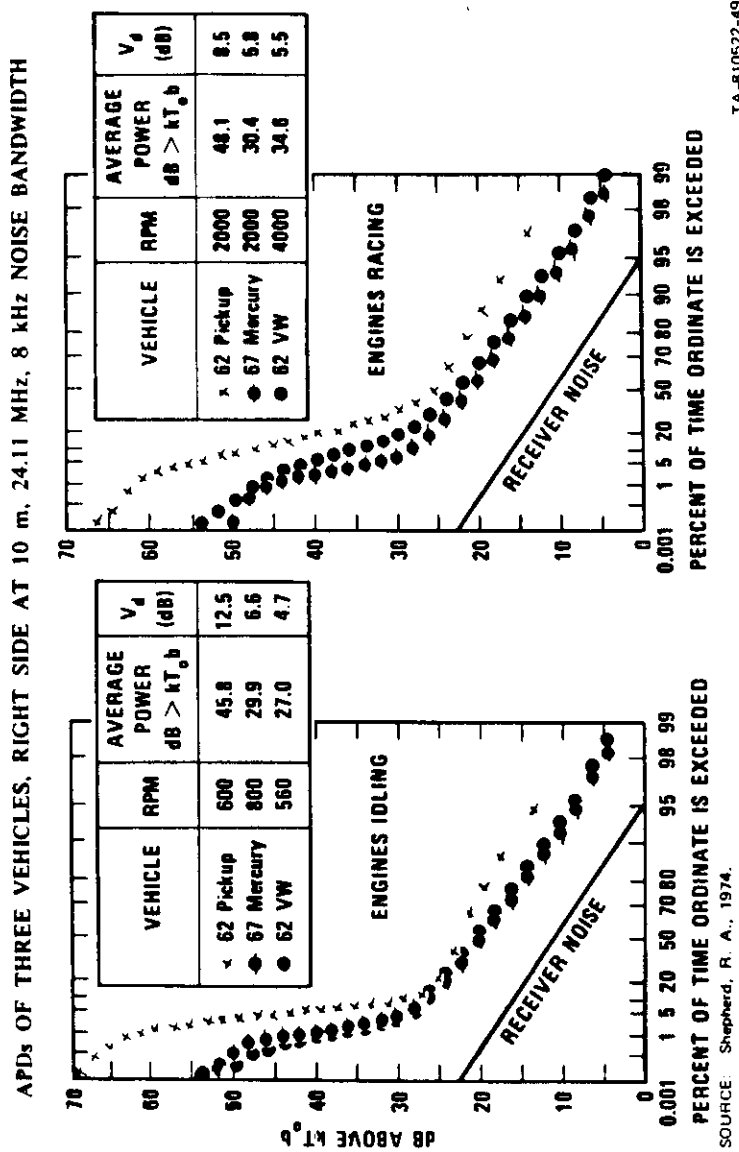 APDs OF THREE VEHICLES, RIGHT SIDE AT 10 m, 24.11 MHz, 8 kHz NOISE BANDWIDTH
dB ABOVE kTₒb
70
60
50
40
30
20
10
0
VEHICLE RPM AVERAGE POWER dB > kTₒb Vd (dB)
62 Pickup 600 45.8 12.5
67 Mercury 800 29.9 6.6
62 VW 560 27.0 4.7
ENGINES IDLING
RECEIVER NOISE
0.001 1 5 20 50 70 80 95 98 99
PERCENT OF TIME ORDINATE IS EXCEEDED
70
60
50
40
30
20
10
0
VEHICLE RPM AVERAGE POWER dB > kTₒb Vd (dB)
62 Pickup 2000 48.1 8.5
67 Mercury 2000 30.4 6.8
62 VW 4000 34.6 5.5
ENGINES RACING
RECEIVER NOISE
0.001 1 5 20 50 70 80 90 95 98 99
PERCENT OF TIME ORDINATE IS EXCEEDED
SOURCE: Shepherd, R. A., 1974.
TA-810522-49